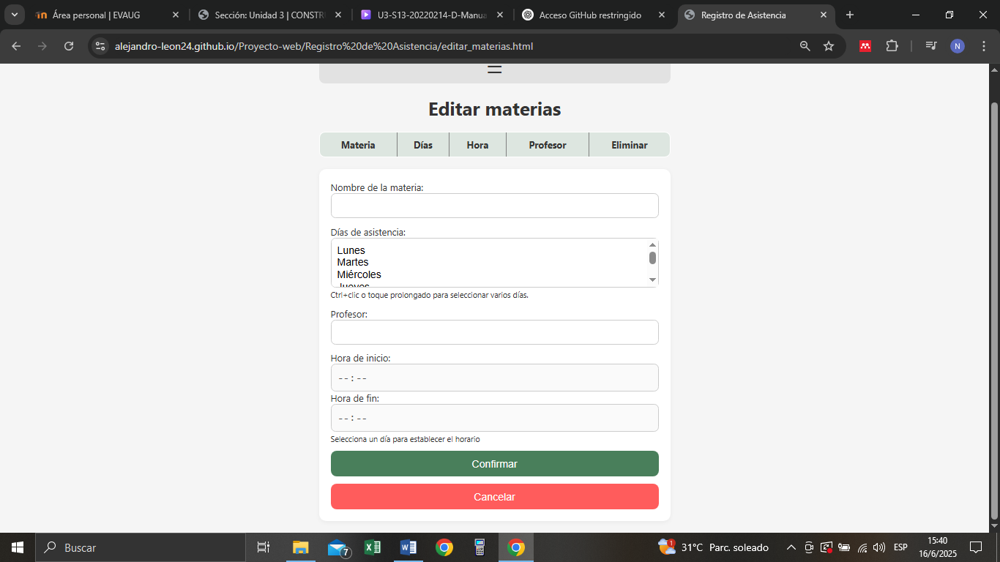 Área personal | EVAUG
Sección: Unidad 3 | CONSTR
U3-S13-20220214-D-Manua
Acceso GitHub restringido
Registro de Asistencia
alejandro-leon24.github.io/Proyecto-web/Registro%20de%20Asistencia/editar_materias.html
N
Editar materias
Materia Días Hora Profesor Eliminar
Nombre de la materia:
Días de asistencia:
Lunes
Martes
Miércoles
Jueves
Ctrl+clic o toque prolongado para seleccionar varios días.
Profesor:
Hora de inicio:
--:--
Hora de fin:
--:--
Selecciona un día para establecer el horario
Confirmar
Cancelar
Buscar
7
1
31°C Parc. soleado
ESP
15:40
16/6/2025